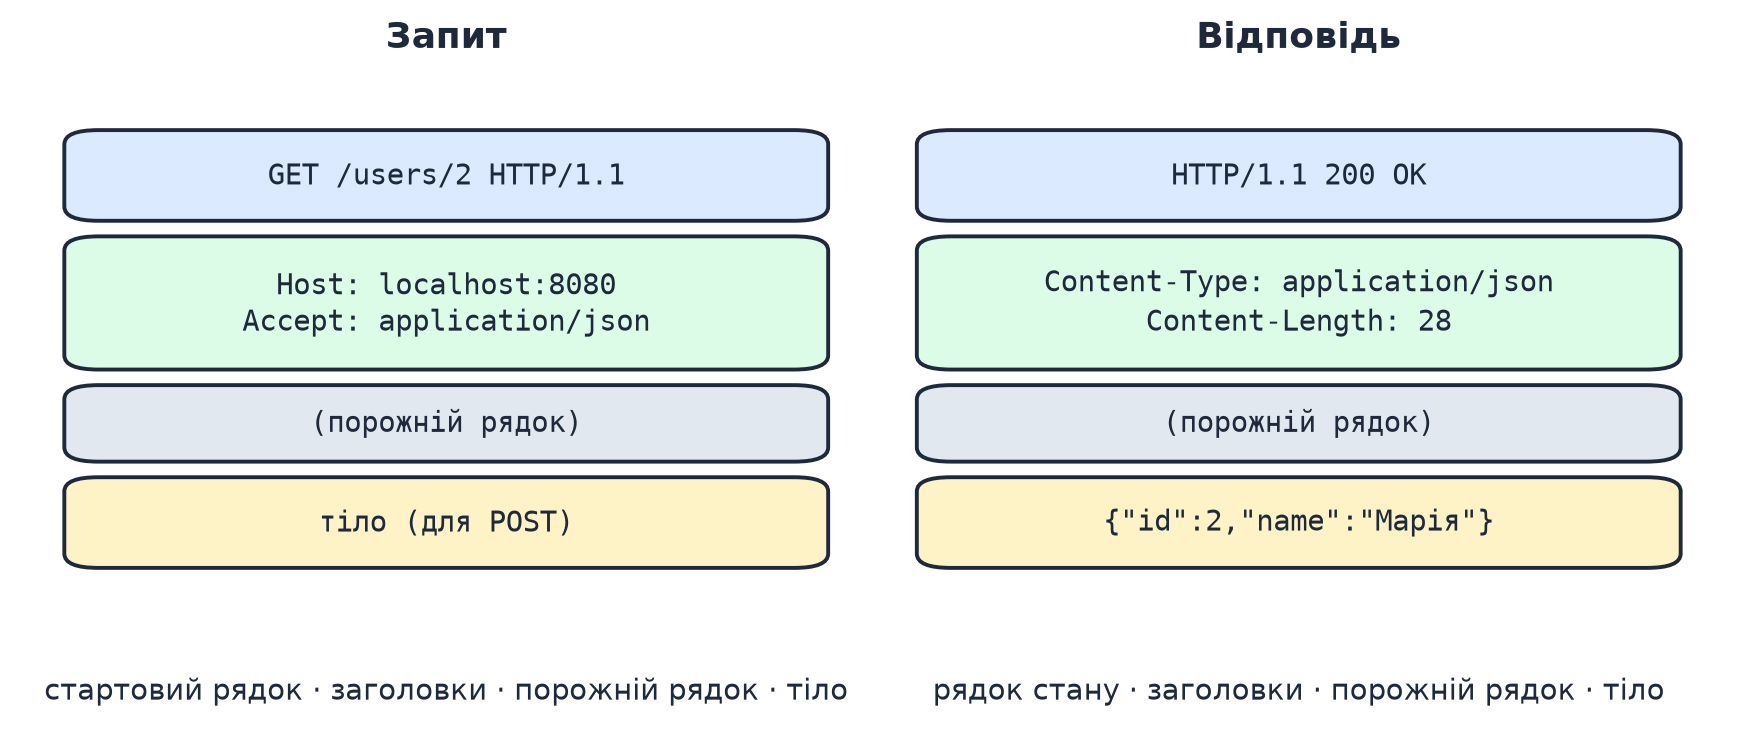 Запит
GET /users/2 HTTP/1.1
Host: localhost:8080
Accept: application/json
(порожній рядок)
тіло (для POST)
стартовий рядок · заголовки · порожній рядок · тіло
Відповідь
HTTP/1.1 200 OK
Content-Type: application/json
Content-Length: 28
(порожній рядок)
{"id":2,"name":"Марія"}
рядок стану · заголовки · порожній рядок · тіло